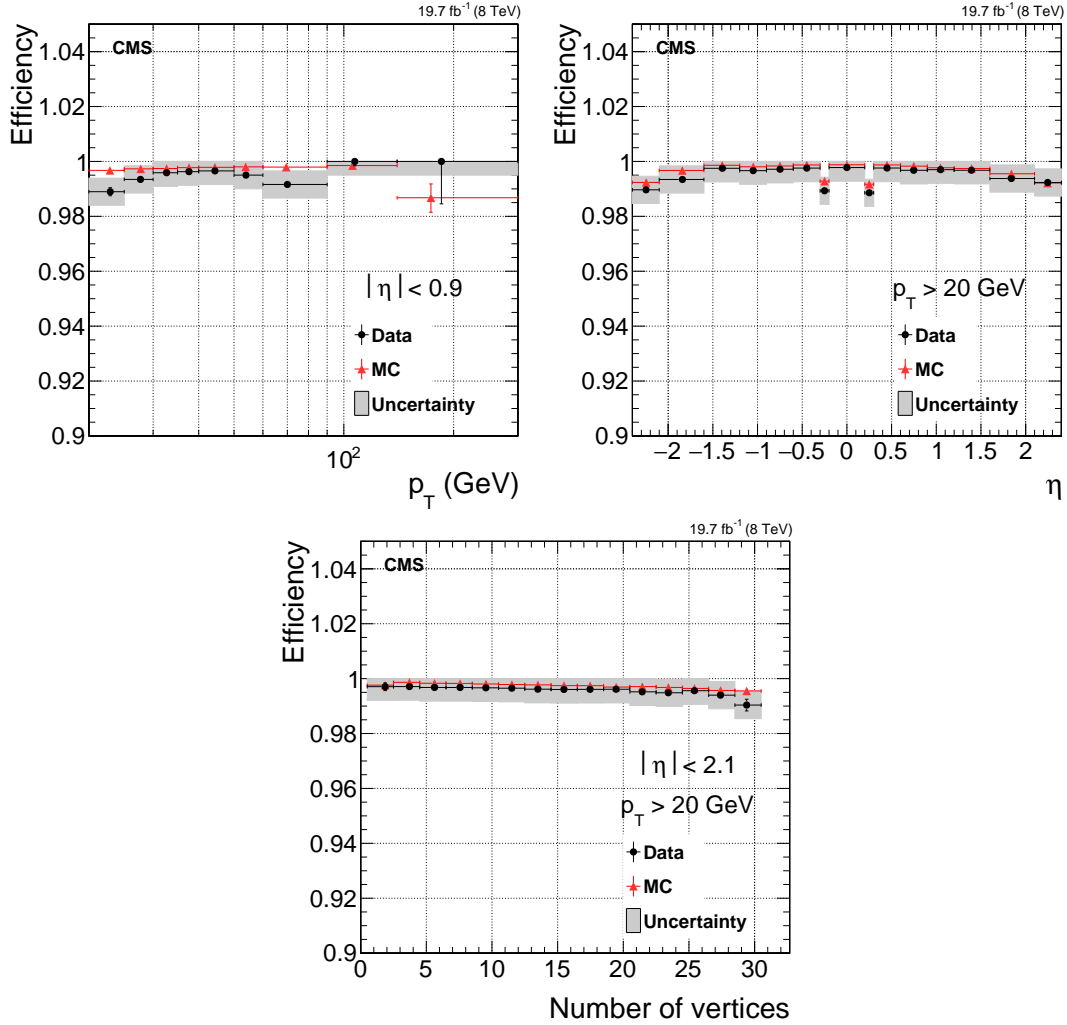 19.7 fb⁻¹ (8 TeV)
CMS
Efficiency
1.04
1.02
1
0.98
0.96
0.94
0.92
0.9
|η| < 0.9
Data
MC
Uncertainty
10²
p_T (GeV)
19.7 fb⁻¹ (8 TeV)
CMS
Efficiency
1.04
1.02
1
0.98
0.96
0.94
0.92
0.9
p_T > 20 GeV
Data
MC
Uncertainty
−2 −1.5 −1 −0.5 0 0.5 1 1.5 2
η
19.7 fb⁻¹ (8 TeV)
CMS
Efficiency
1.04
1.02
1
0.98
0.96
0.94
0.92
0.9
|η| < 2.1
p_T > 20 GeV
Data
MC
Uncertainty
0 5 10 15 20 25 30
Number of vertices